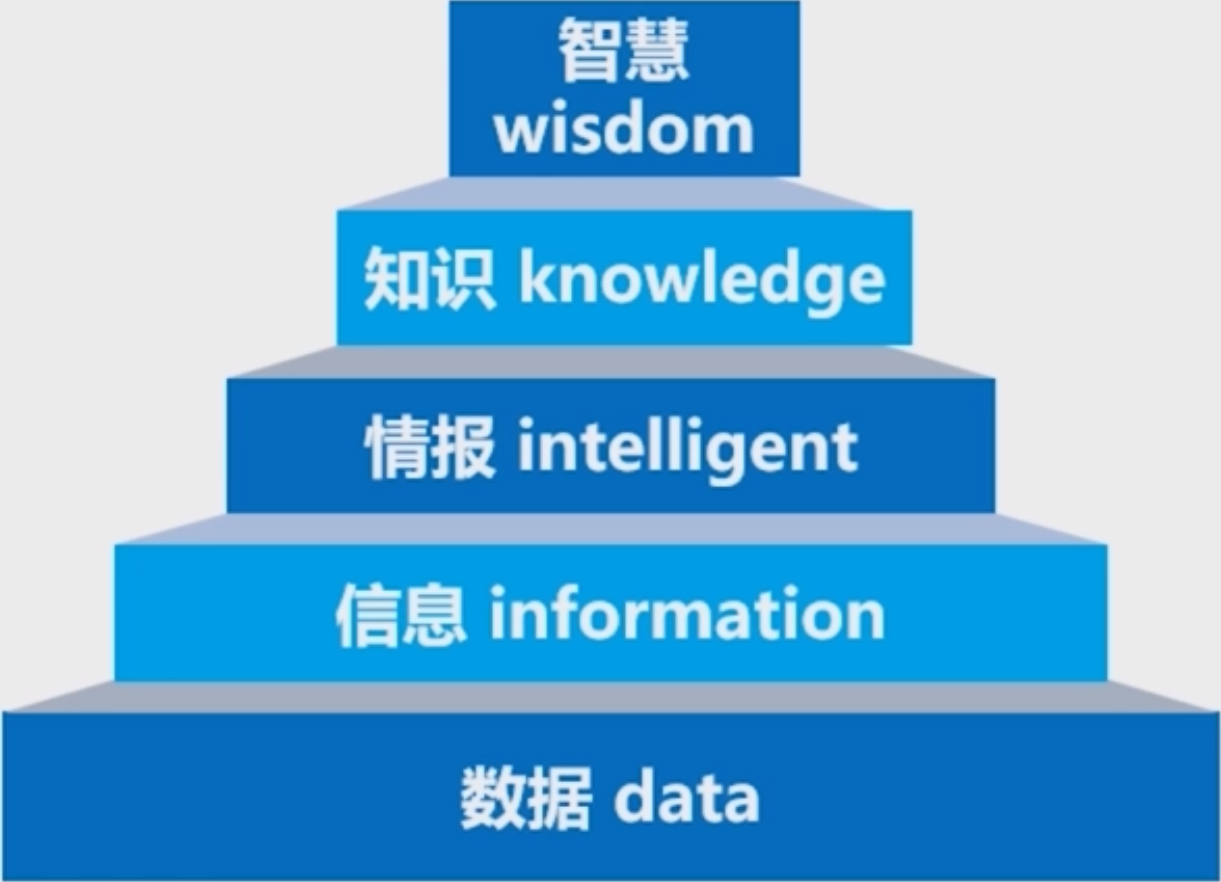 智慧
wisdom
知识 knowledge
情报 intelligent
信息 information
数据 data